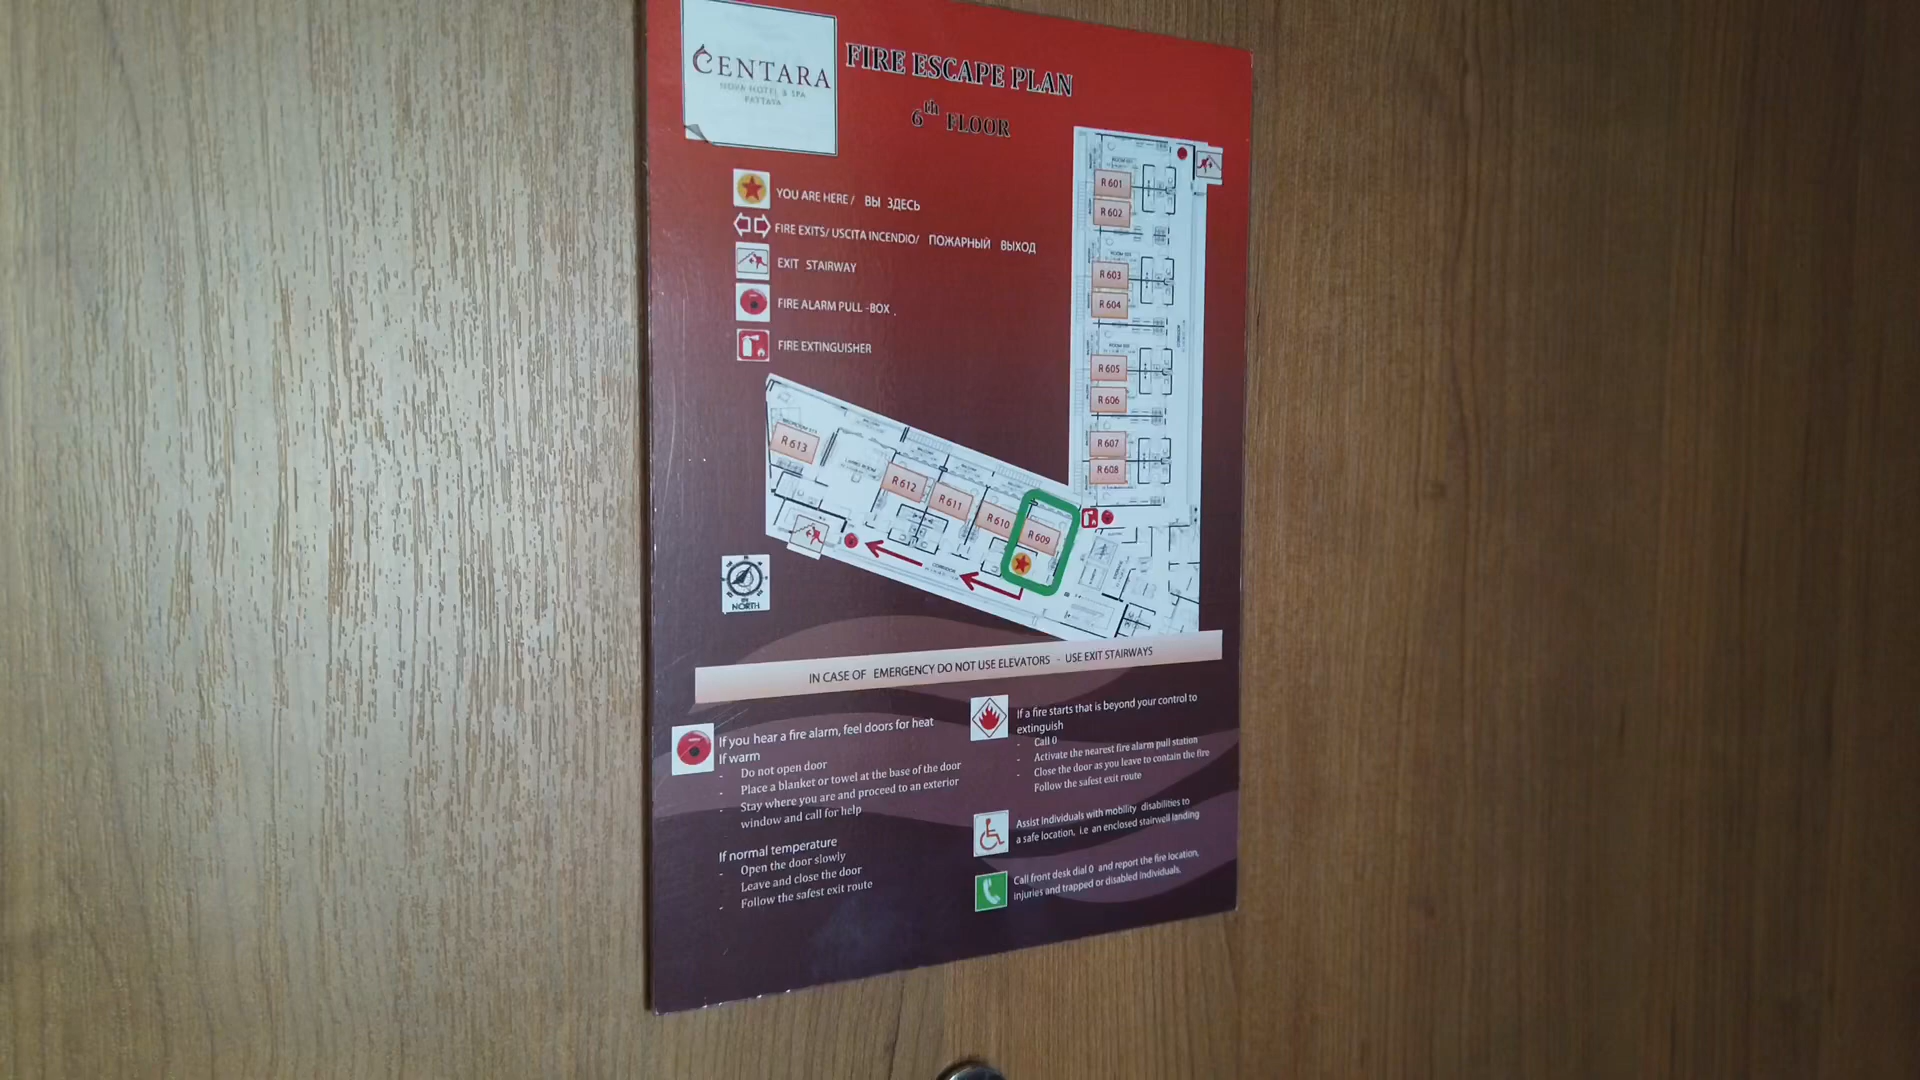 CENTARA
NOVA HOTEL & SPA
PATTAYA
FIRE ESCAPE PLAN
6th FLOOR
YOU ARE HERE / ВЫ ЗДЕСЬ
FIRE EXITS/ USCITA INCENDIO/ ПОЖАРНЫЙ ВЫХОД
EXIT STAIRWAY
FIRE ALARM PULL -BOX .
FIRE EXTINGUISHER
R 601
R 602
R 603
R 604
R 605
R 606
R 607
R 608
R 613
R 612
R 611
R 610
R 609
LIVING ROOM
CORRIDOR
CORRIDOR
NORTH
IN CASE OF EMERGENCY DO NOT USE ELEVATORS - USE EXIT STAIRWAYS
If you hear a fire alarm, feel doors for heat
If warm
- Do not open door
- Place a blanket or towel at the base of the door
- Stay where you are and proceed to an exterior
window and call for help
If normal temperature
- Open the door slowly
- Leave and close the door
- Follow the safest exit route
If a fire starts that is beyond your control to
extinguish
- Call 0
- Activate the nearest fire alarm pull station
- Close the door as you leave to contain the fire
Follow the safest exit route
Assist individuals with mobility disabilities to
a safe location, i.e an enclosed stairwell landing
Call front desk dial 0 and report the fire location,
injuries and trapped or disabled individuals.